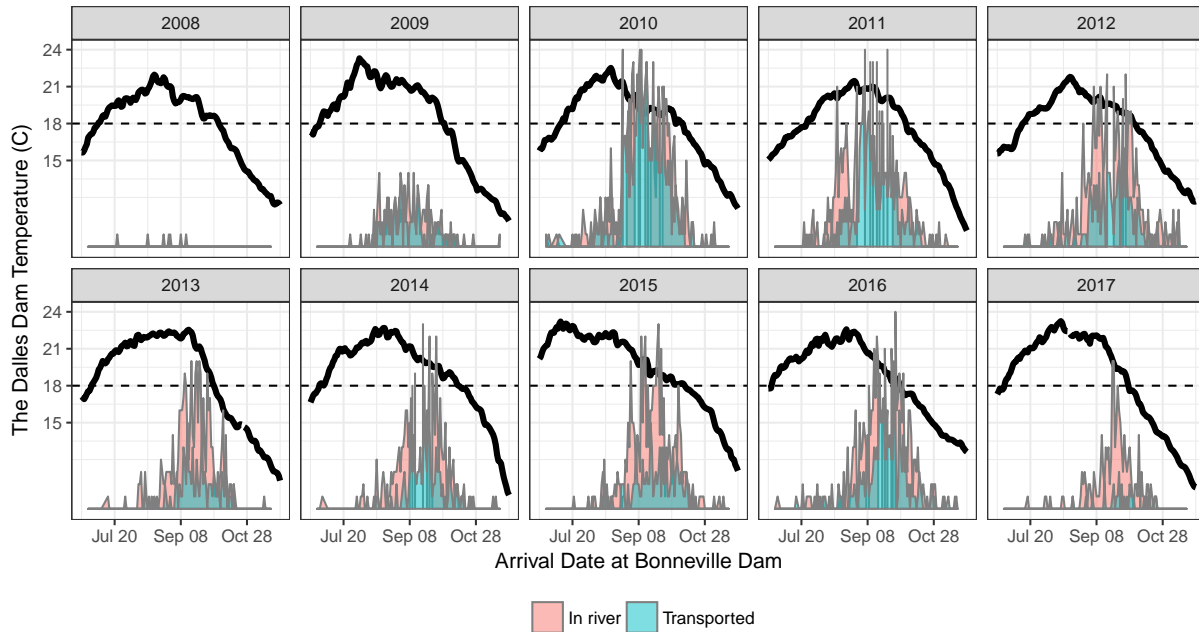 2008 2009 2010 2011 2012
24
21
18
15
2013 2014 2015 2016 2017
24
21
18
15
The Dalles Dam Temperature (C)
Jul 20 Sep 08 Oct 28 Jul 20 Sep 08 Oct 28 Jul 20 Sep 08 Oct 28 Jul 20 Sep 08 Oct 28 Jul 20 Sep 08 Oct 28
Arrival Date at Bonneville Dam
In river Transported